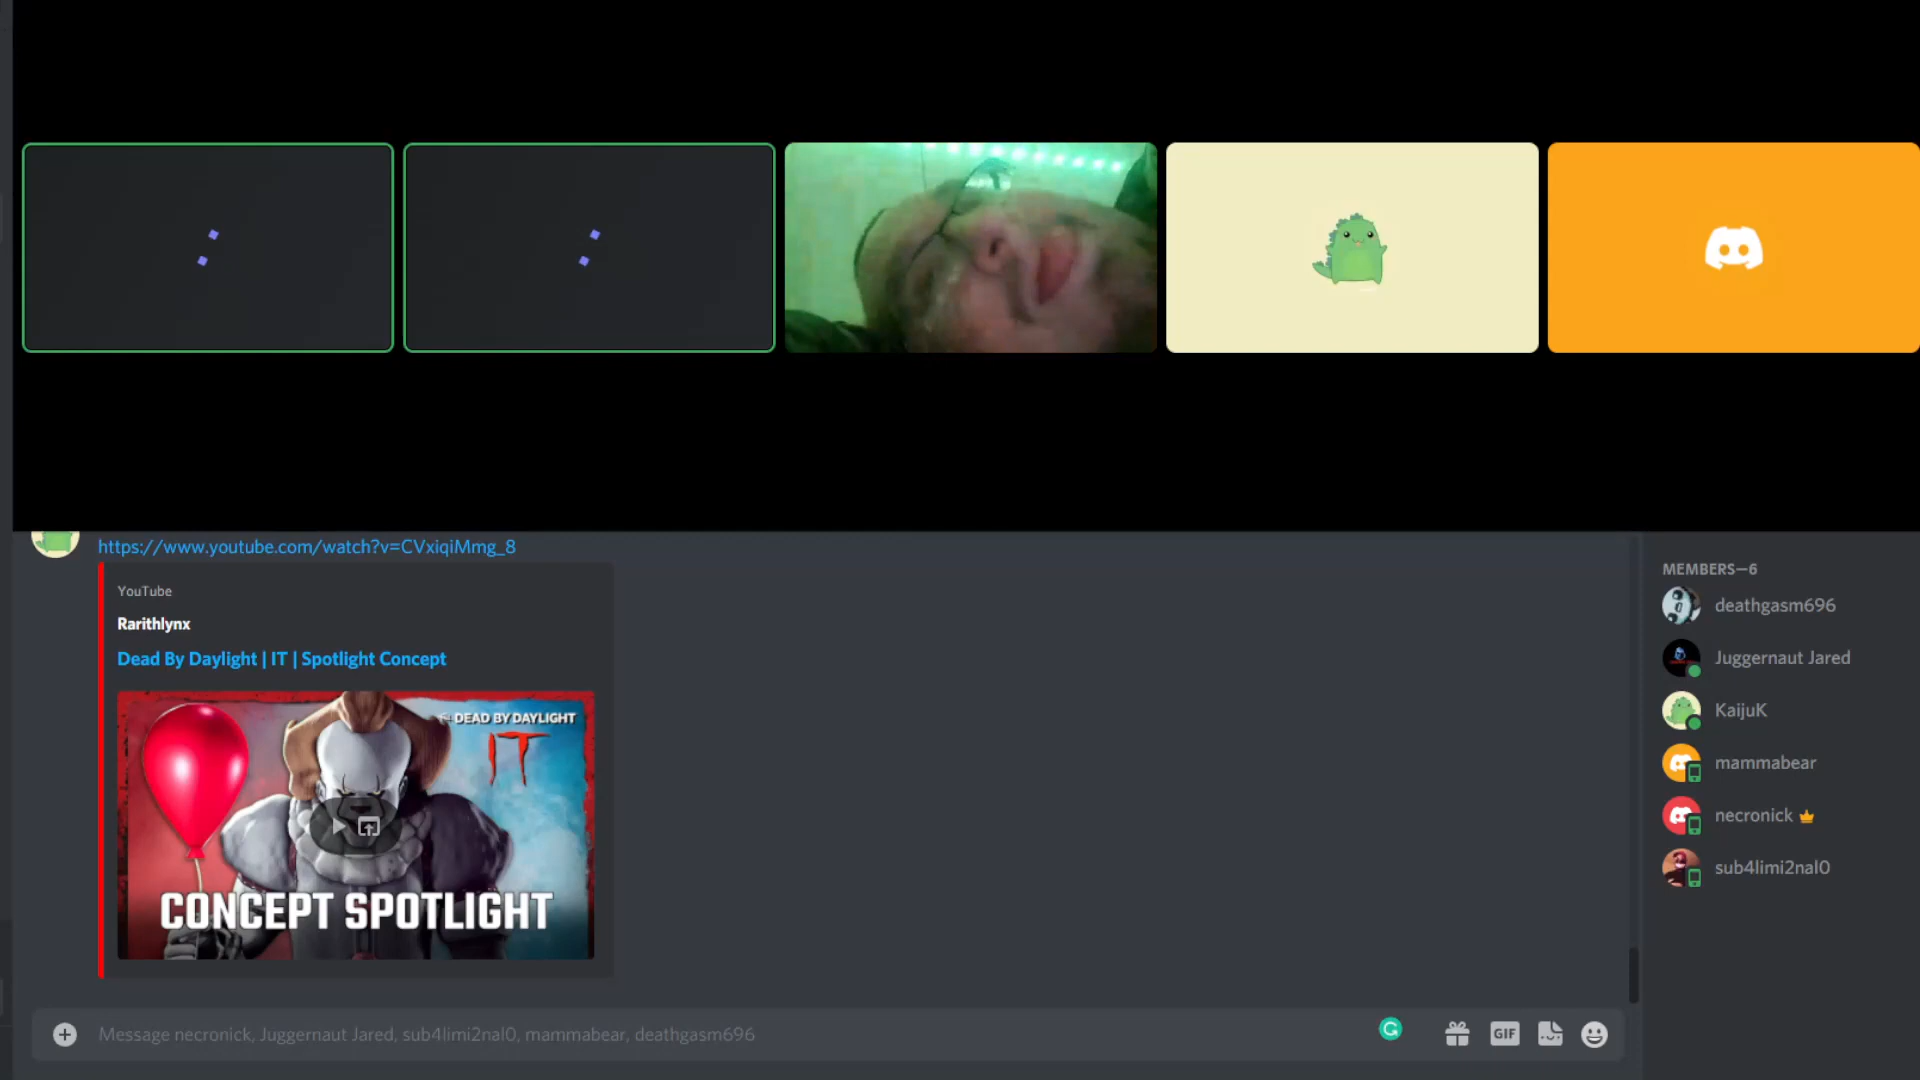 https://www.youtube.com/watch?v=CVxiqiMmg_8
YouTube
Rarithlynx
Dead By Daylight | IT | Spotlight Concept
DEAD BY DAYLIGHT
IT
CONCEPT SPOTLIGHT
Message necronick, Juggernaut Jared, sub4limi2nal0, mammabear, deathgasm696
GIF
MEMBERS—6
deathgasm696
Juggernaut Jared
KaijuK
mammabear
necronick
sub4limi2nal0